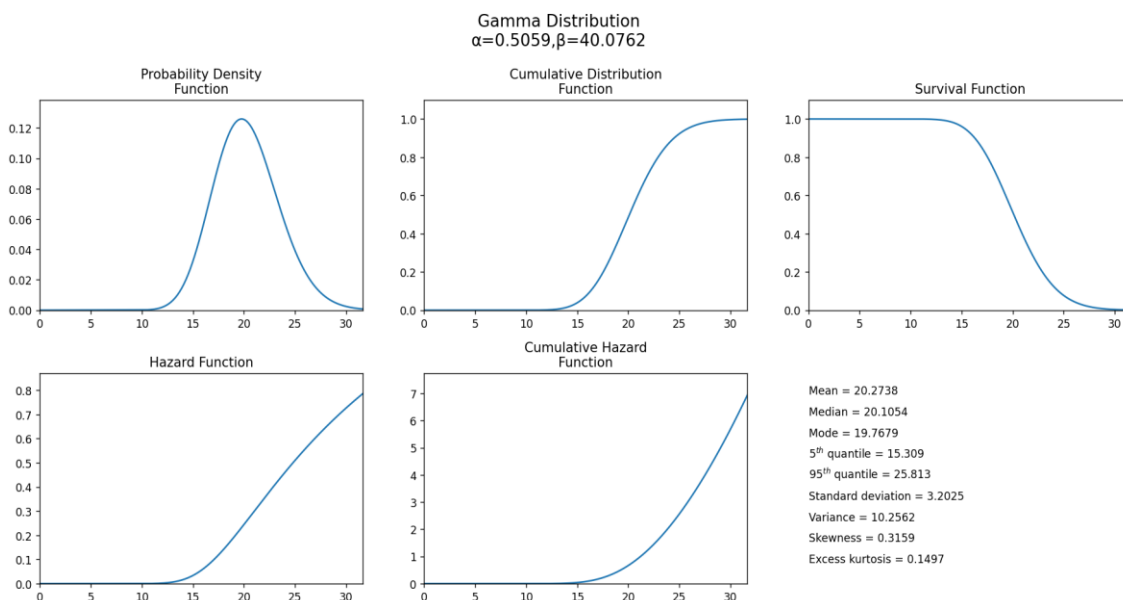 Gamma Distribution
α=0.5059,β=40.0762
Probability Density
Function
0.12
0.10
0.08
0.06
0.04
0.02
0.00
0 5 10 15 20 25 30
Cumulative Distribution
Function
1.0
0.8
0.6
0.4
0.2
0.0
0 5 10 15 20 25 30
Survival Function
1.0
0.8
0.6
0.4
0.2
0.0
0 5 10 15 20 25 30
Hazard Function
0.8
0.7
0.6
0.5
0.4
0.3
0.2
0.1
0.0
0 5 10 15 20 25 30
Cumulative Hazard
Function
7
6
5
4
3
2
1
0
0 5 10 15 20 25 30
Mean = 20.2738
Median = 20.1054
Mode = 19.7679
5th quantile = 15.309
95th quantile = 25.813
Standard deviation = 3.2025
Variance = 10.2562
Skewness = 0.3159
Excess kurtosis = 0.1497